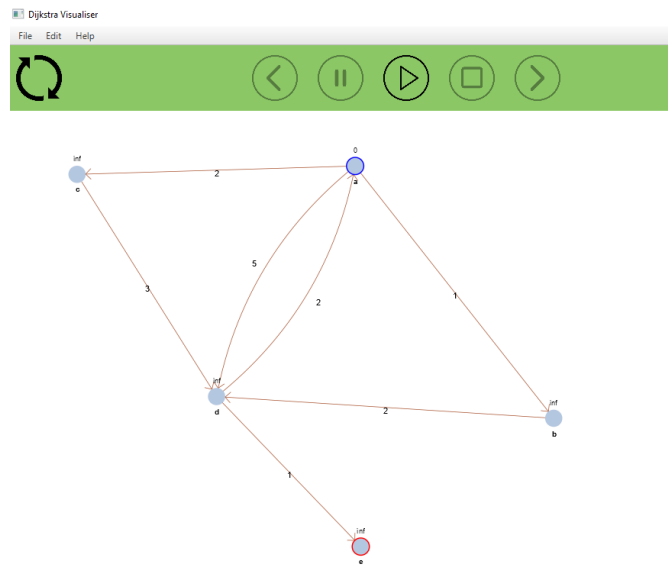 Dijkstra Visualiser
File Edit Help
0
inf
2
a
c
5
3
1
2
inf
inf
d
2
b
1
inf
e